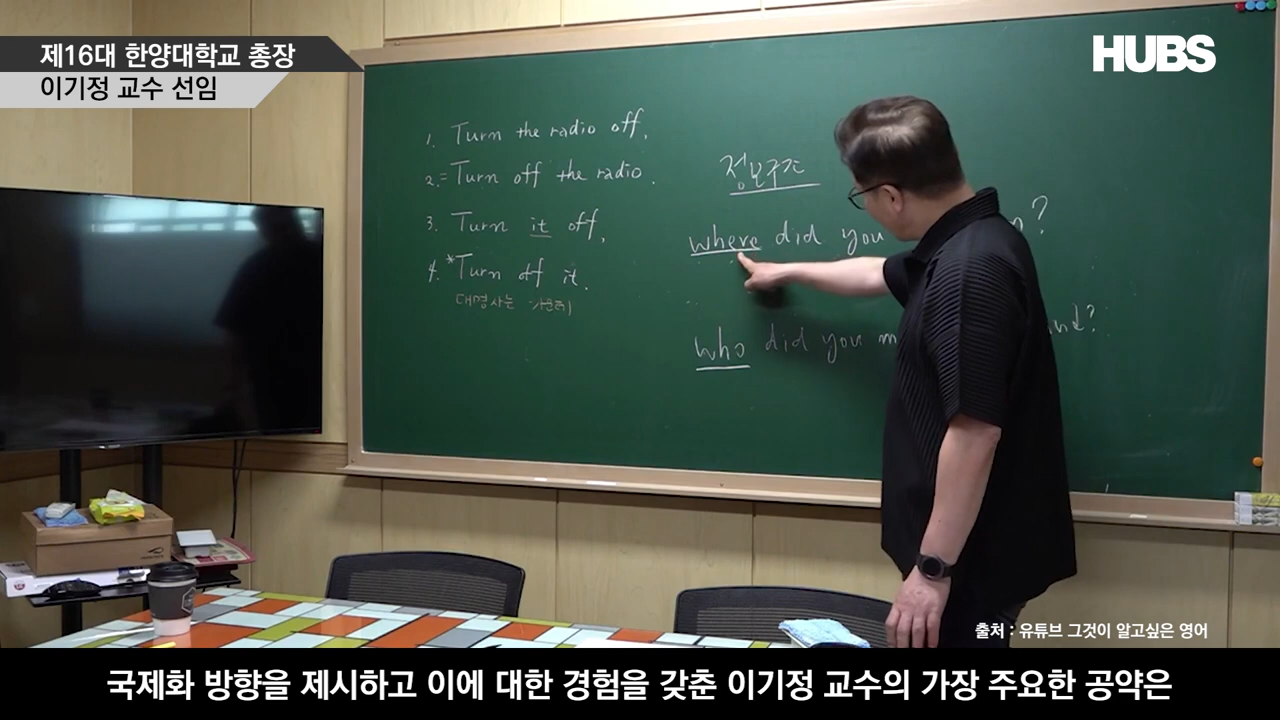 제16대 한양대학교 총장
이기정 교수 선임
HUBS
1. Turn the radio off.
2.= Turn off the radio.
3. Turn it off.
4. *Turn off it.
대명사는 가운데
정보구조
where did you
who did you m
출처 : 유튜브 그것이 알고싶은 영어
국제화 방향을 제시하고 이에 대한 경험을 갖춘 이기정 교수의 가장 주요한 공약은